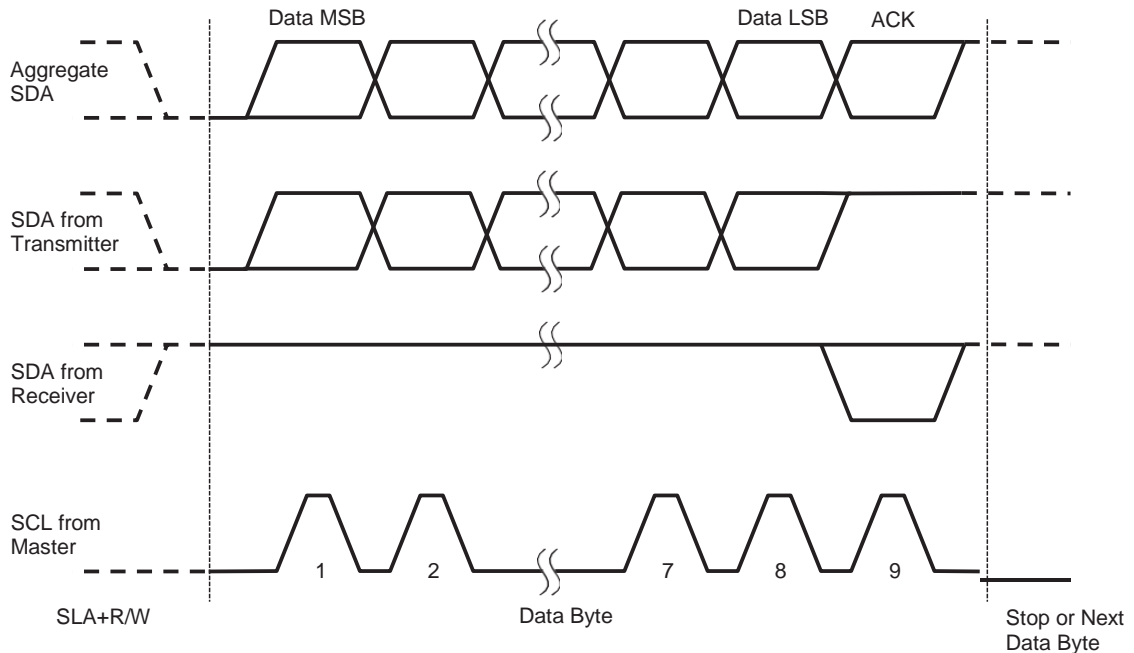 Data MSB
Data LSB
ACK
Aggregate
SDA
SDA from
Transmitter
SDA from
Receiver
SCL from
Master
1
2
7
8
9
SLA+R/W
Data Byte
Stop or Next
Data Byte